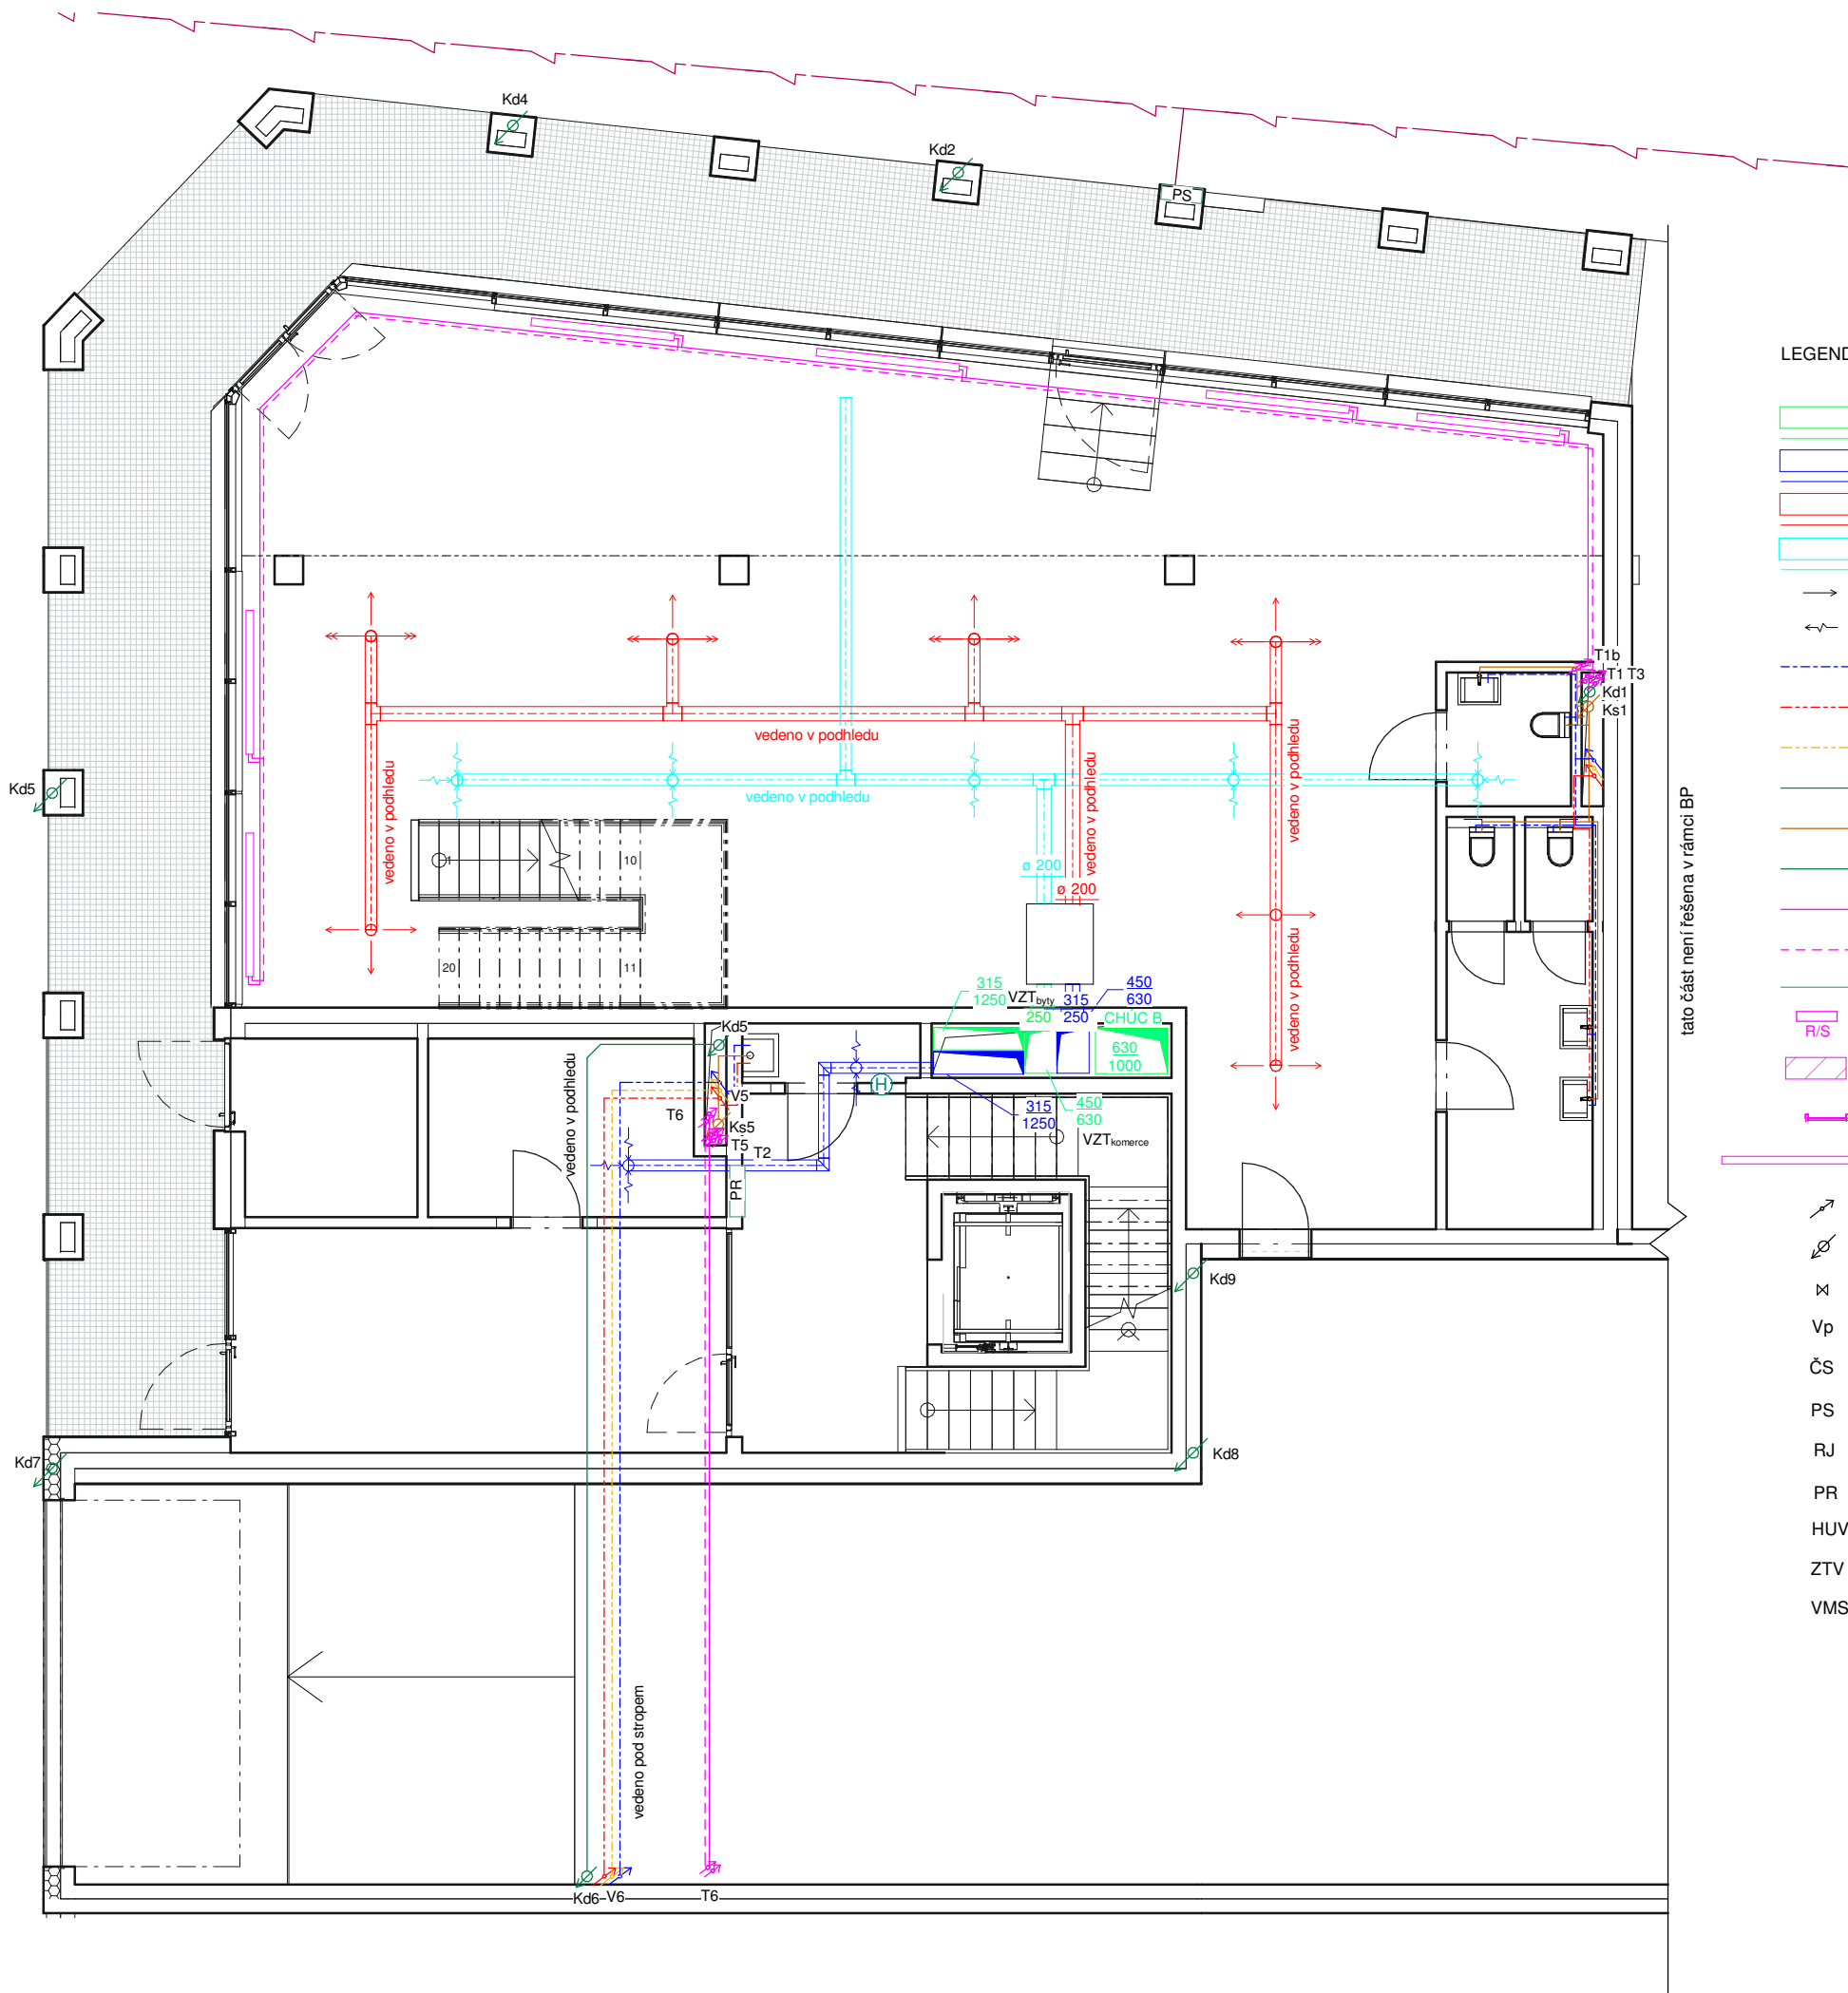 Kd4
Kd2
PS
LEGEND
T1b
T1 T3
Kd1
Ks1
vedeno v podhledu
vedeno v podhledu
vedeno v podhledu
vedeno v podhledu
vedeno v podhledu
Kd5
tato část není řešena v rámci BP
1
10
ø 200
ø 200
20
11
vedeno v podhledu
315
1250
VZTbyty
315
450
630
250
250
CHÚC B
630
1000
R/S
Kd5
H
vedeno v podhledu
V5
T6
Ks5
T5
T2
315
1250
450
630
VZTkomerce
PR
Kd9
Vp
ČS
PS
Kd7
Kd8
RJ
PR
HUV
ZTV
VMS
vedeno pod stropem
Kd6
V6
T6